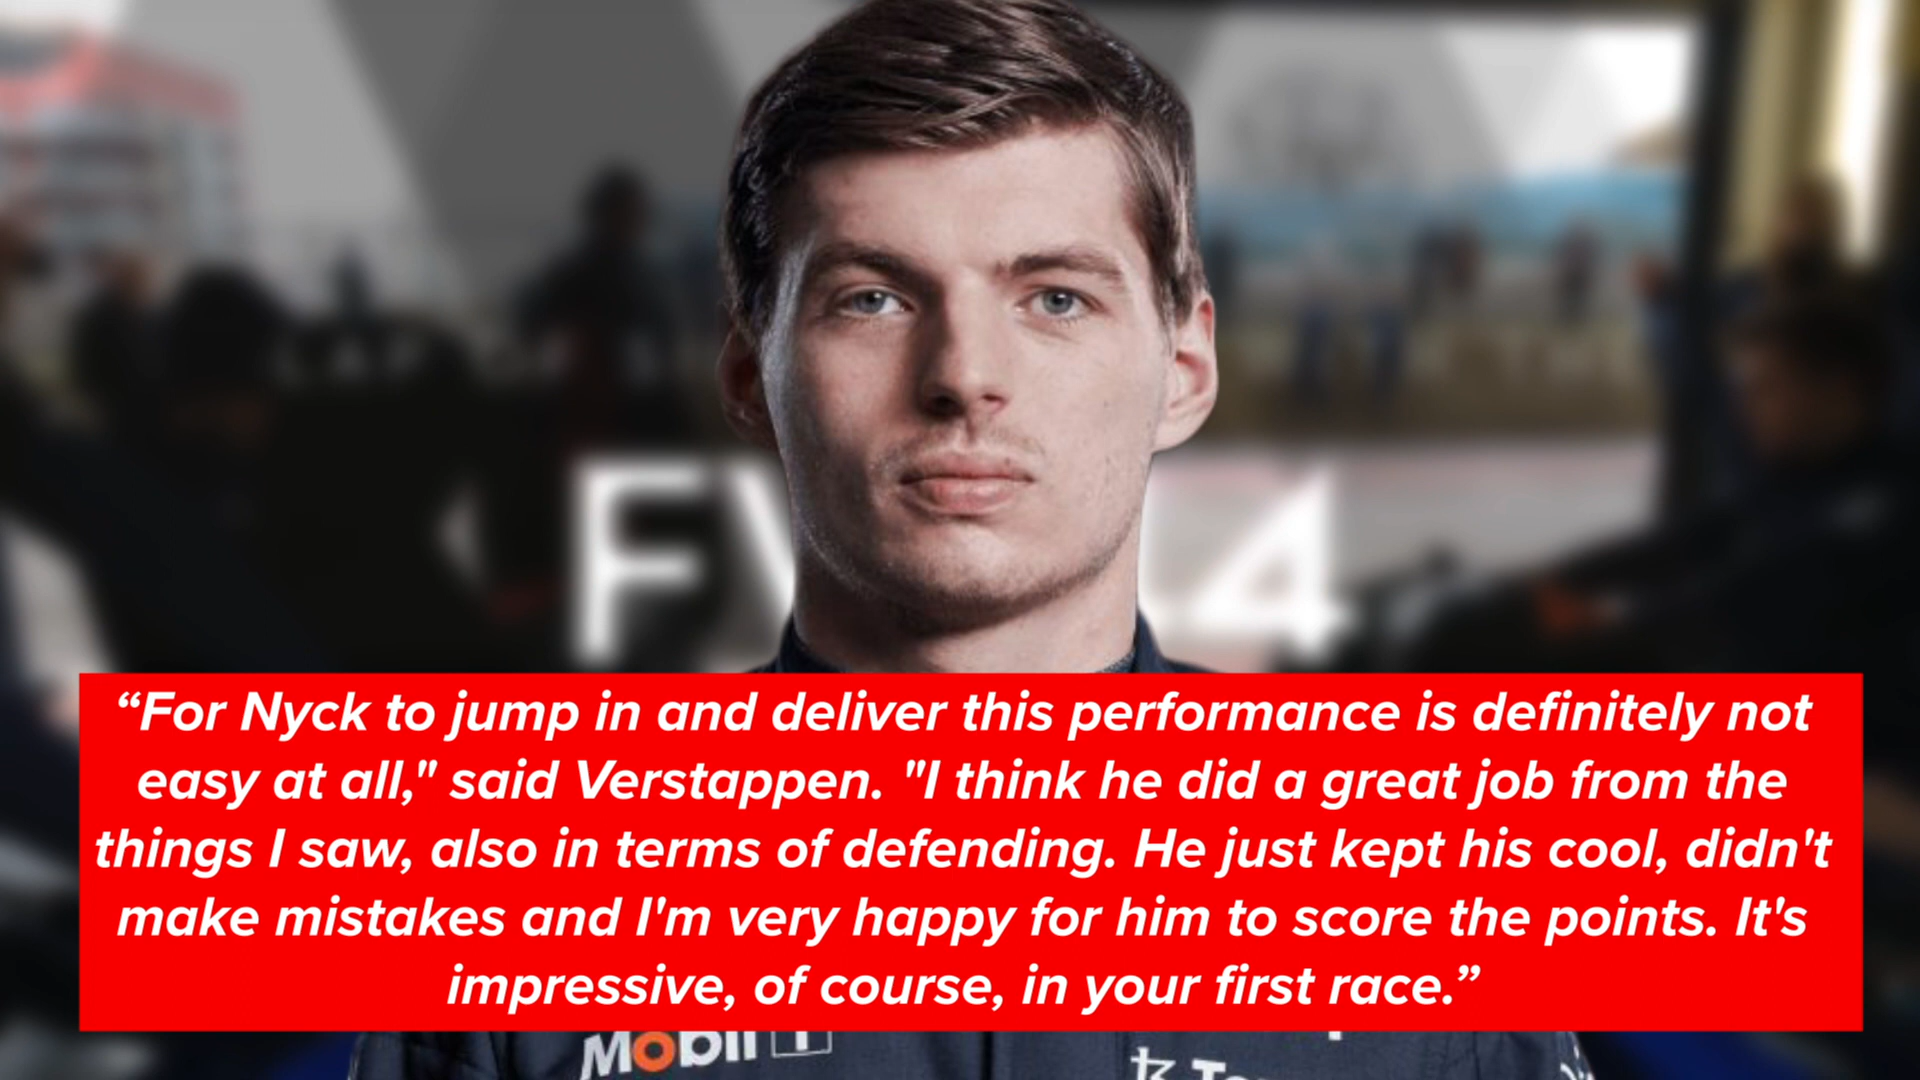 “For Nyck to jump in and deliver this performance is definitely not
easy at all," said Verstappen. "I think he did a great job from the
things I saw, also in terms of defending. He just kept his cool, didn't
make mistakes and I'm very happy for him to score the points. It's
impressive, of course, in your first race.”
Mobil 1